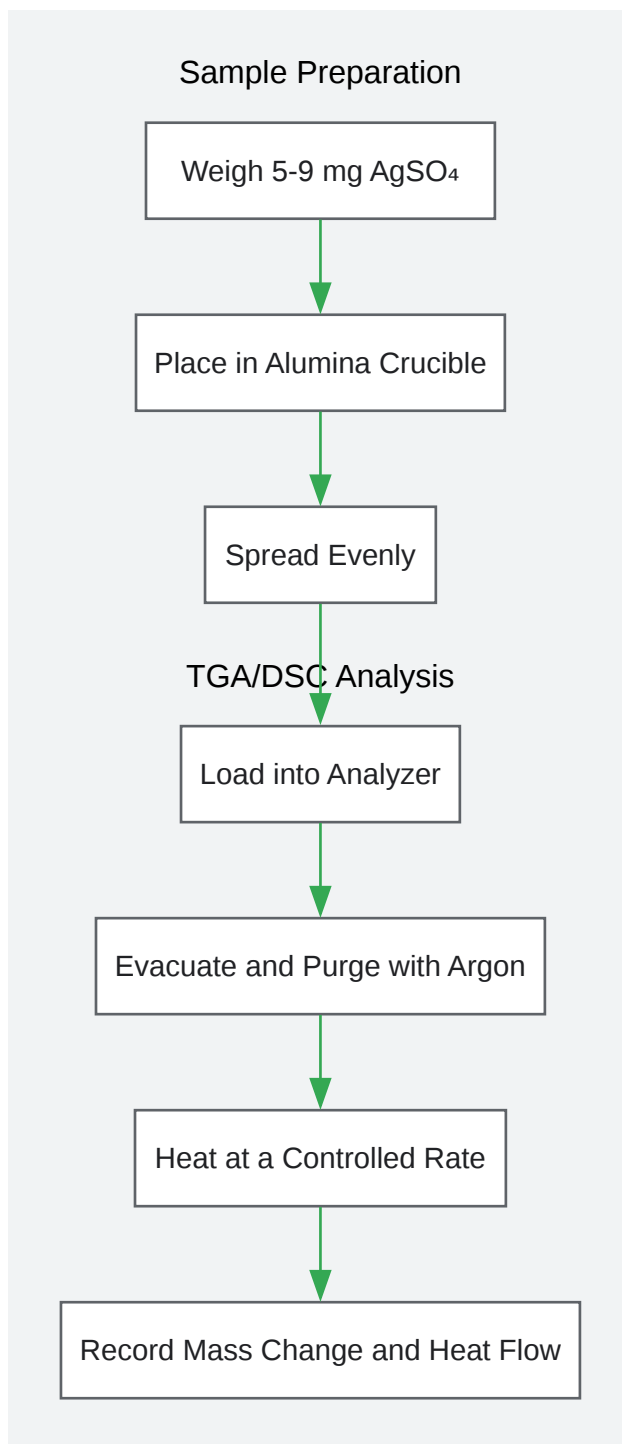 Sample Preparation
Weigh 5-9 mg AgSO₄
Place in Alumina Crucible
Spread Evenly
TGA/DSC Analysis
Load into Analyzer
Evacuate and Purge with Argon
Heat at a Controlled Rate
Record Mass Change and Heat Flow